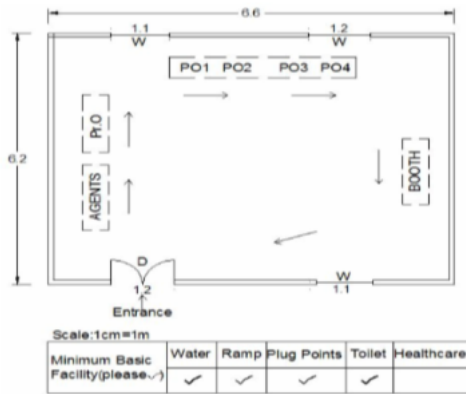 6.6
1.1 1.2
W W
PO1 PO2 PO3 PO4
Pr.O
6.2
AGENTS
BOOTH
D W
1.2 1.1
Entrance
Scale:1cm=1m
Minimum Basic Facility(please✓) Water Ramp Plug Points Toilet Healthcare
✓ ✓ ✓ ✓